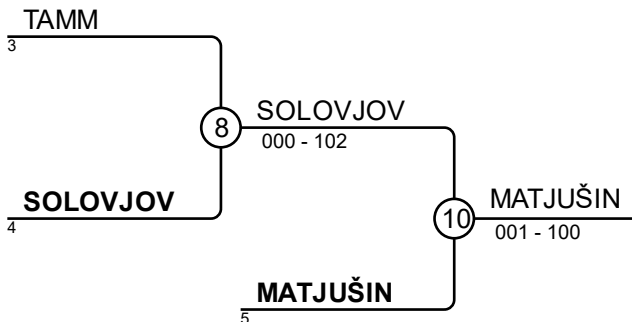 TAMM
3
8
SOLOVJOV
000 - 102
SOLOVJOV
4
10
MATJUŠIN
001 - 100
MATJUŠIN
5